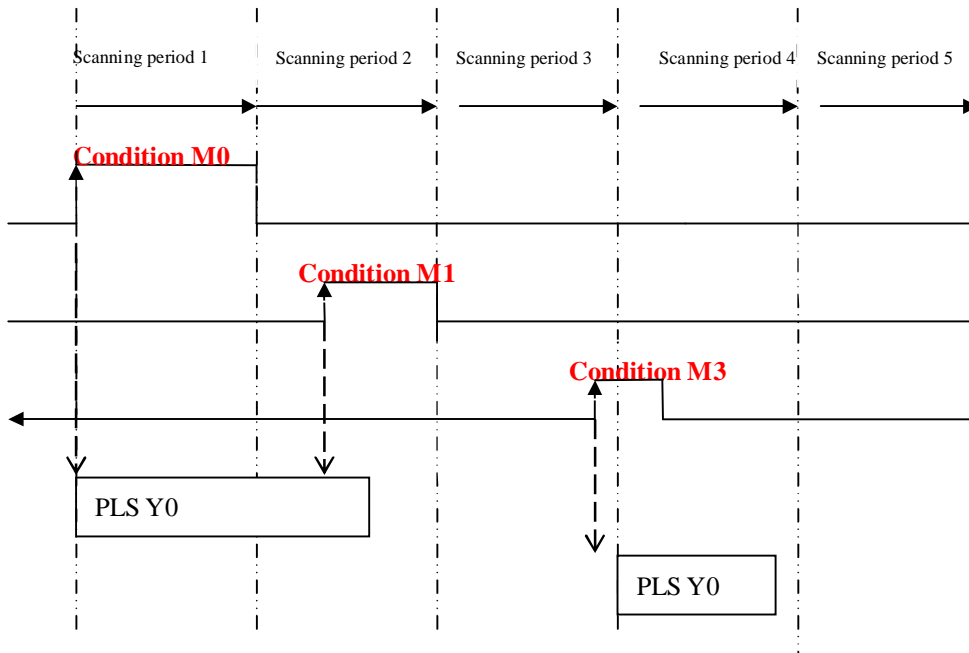 Scanning period 1
Scanning period 2
Scanning period 3
Scanning period 4
Scanning period 5
Condition M0
Condition M1
Condition M3
PLS Y0
PLS Y0